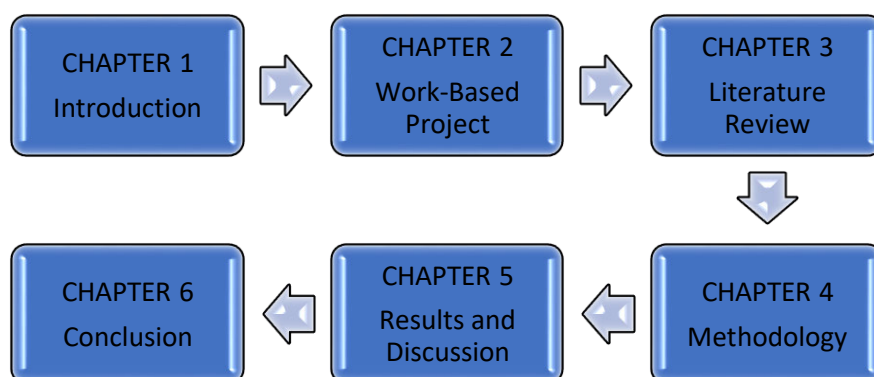 CHAPTER 1
Introduction
CHAPTER 2
Work-Based
Project
CHAPTER 3
Literature
Review
CHAPTER 4
Methodology
CHAPTER 5
Results and
Discussion
CHAPTER 6
Conclusion